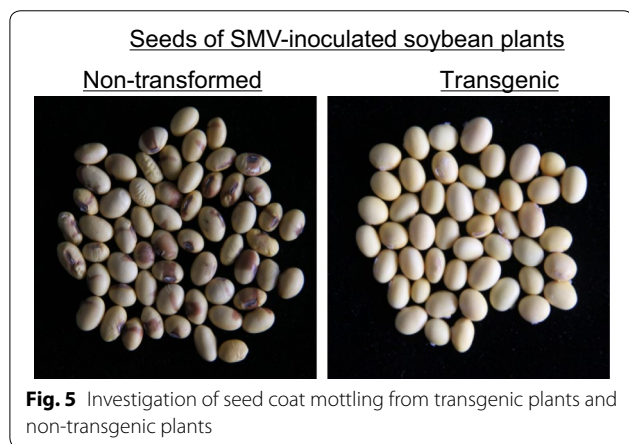 Seeds of SMV-inoculated soybean plants
Non-transformed
Transgenic
Fig. 5 Investigation of seed coat mottling from transgenic plants and
non-transgenic plants